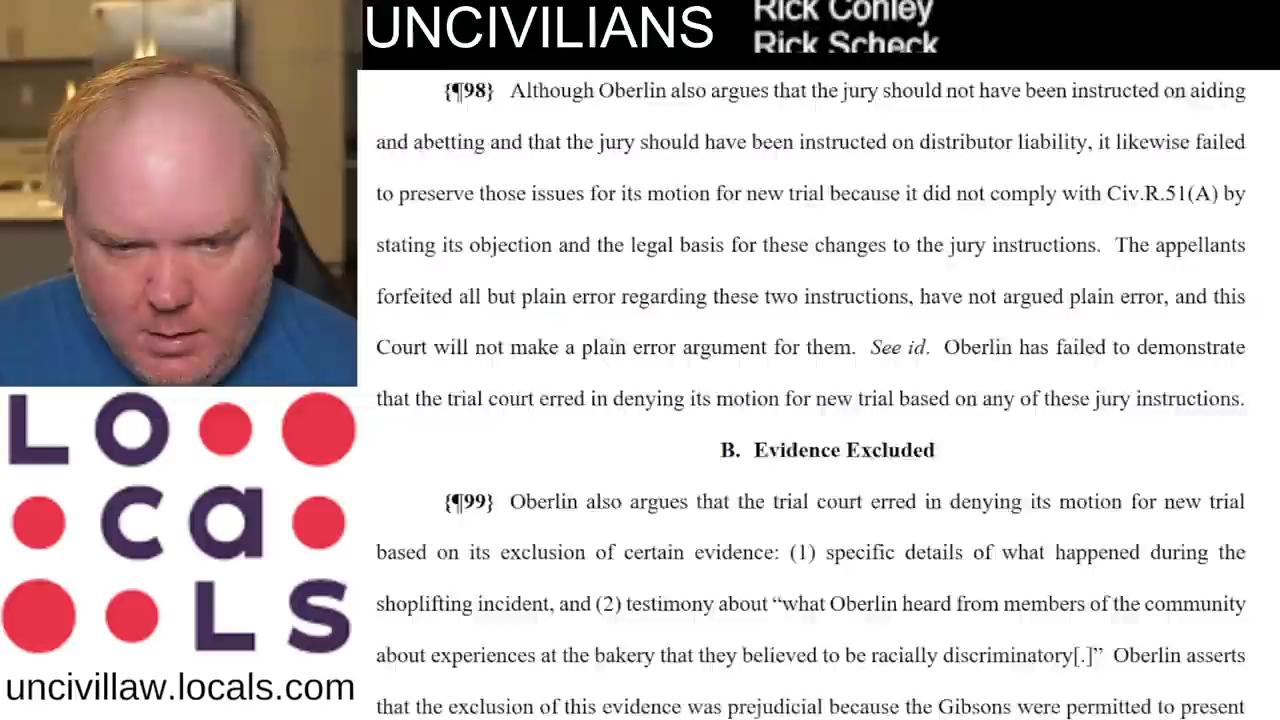 UNCIVILIANS
Rick Conley
Rick Scheck
{¶98} Although Oberlin also argues that the jury should not have been instructed on aiding
and abetting and that the jury should have been instructed on distributor liability, it likewise failed
to preserve those issues for its motion for new trial because it did not comply with Civ.R.51(A) by
stating its objection and the legal basis for these changes to the jury instructions. The appellants
forfeited all but plain error regarding these two instructions, have not argued plain error, and this
Court will not make a plain error argument for them. See id. Oberlin has failed to demonstrate
that the trial court erred in denying its motion for new trial based on any of these jury instructions.
B. Evidence Excluded
{¶99} Oberlin also argues that the trial court erred in denying its motion for new trial
based on its exclusion of certain evidence: (1) specific details of what happened during the
shoplifting incident, and (2) testimony about “what Oberlin heard from members of the community
about experiences at the bakery that they believed to be racially discriminatory[.]” Oberlin asserts
that the exclusion of this evidence was prejudicial because the Gibsons were permitted to present
LO
ca
LS
uncivillaw.locals.com